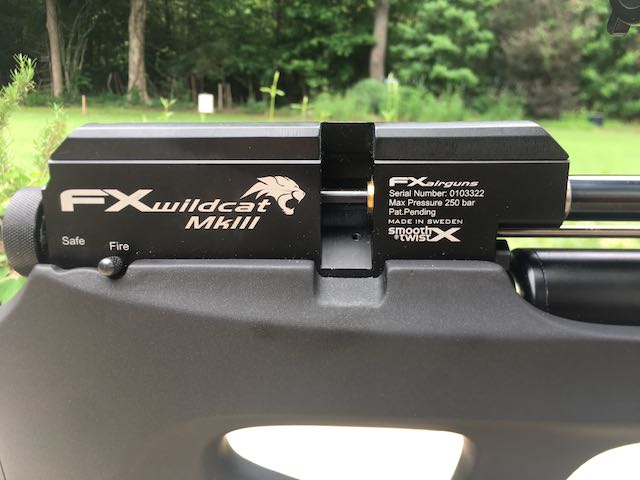 FX wildcat
MkIII
Safe
Fire
FX airguns
Serial Number: 0103322
Max Pressure 250 bar
Pat.Pending
MADE IN SWEDEN
smooth
twist X